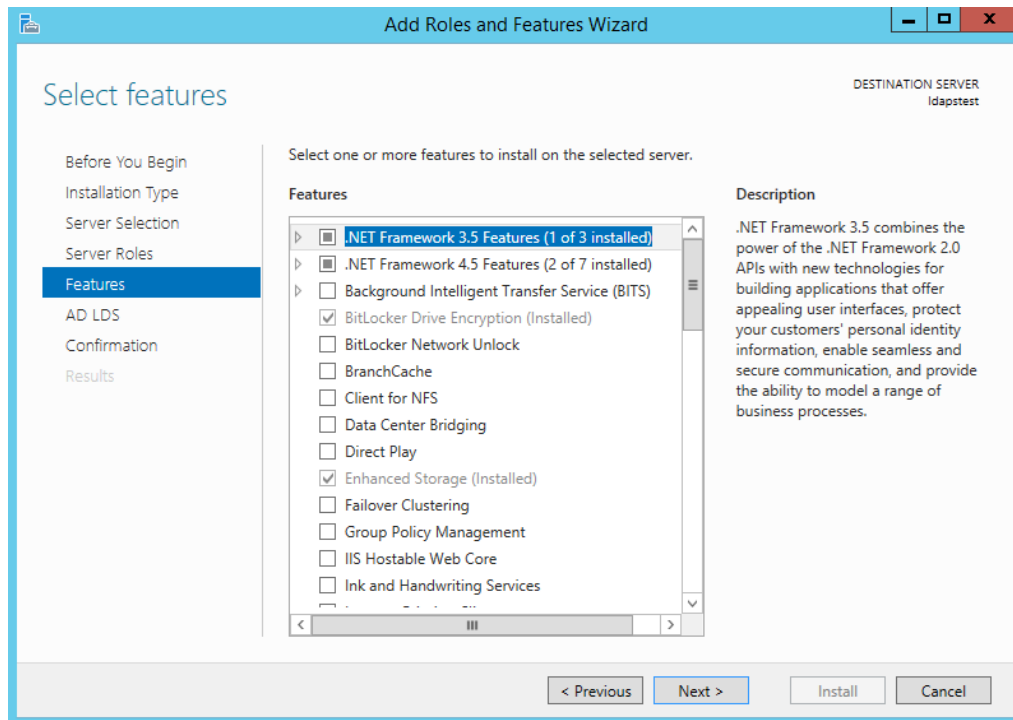 Add Roles and Features Wizard
Select features
DESTINATION SERVER
ldapstest
Before You Begin
Installation Type
Server Selection
Server Roles
Features
AD LDS
Confirmation
Results
Select one or more features to install on the selected server.
Features
.NET Framework 3.5 Features (1 of 3 installed)
.NET Framework 4.5 Features (2 of 7 installed)
Background Intelligent Transfer Service (BITS)
BitLocker Drive Encryption (Installed)
BitLocker Network Unlock
BranchCache
Client for NFS
Data Center Bridging
Direct Play
Enhanced Storage (Installed)
Failover Clustering
Group Policy Management
IIS Hostable Web Core
Ink and Handwriting Services
Description
.NET Framework 3.5 combines the
power of the .NET Framework 2.0
APIs with new technologies for
building applications that offer
appealing user interfaces, protect
your customers' personal identity
information, enable seamless and
secure communication, and provide
the ability to model a range of
business processes.
< Previous
Next >
Install
Cancel